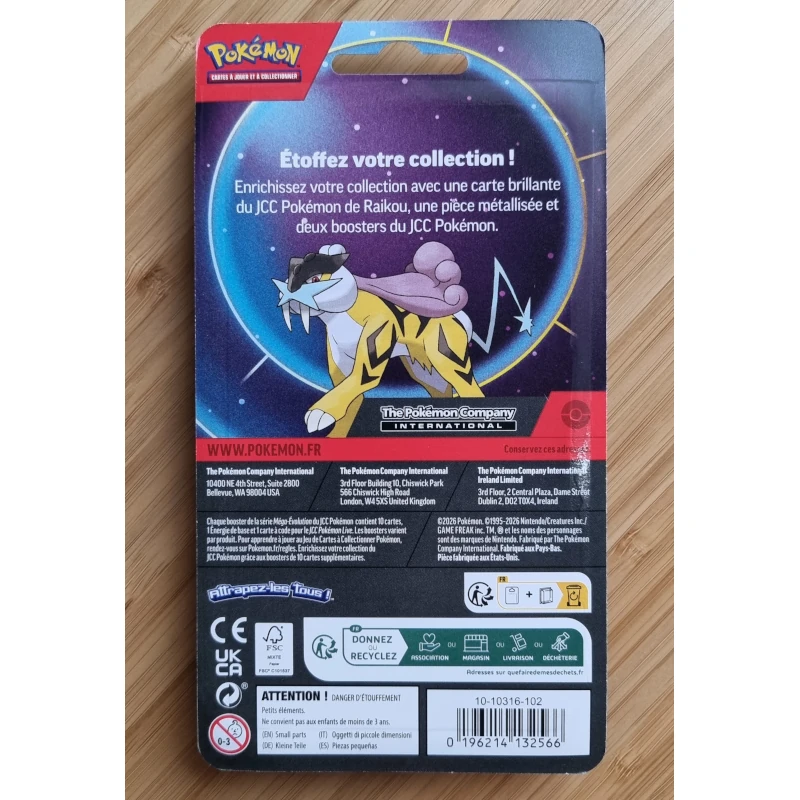 POKÉMON
CARTES À JOUER ET À COLLECTIONNER
Étoffez votre collection !
Enrichissez votre collection avec une carte brillante
du JCC Pokémon de Raikou, une pièce métallisée et
deux boosters du JCC Pokémon.
The Pokémon Company
INTERNATIONAL
WWW.POKEMON.FR
Conservez ces
The Pokémon Company International
10400 NE 4th Street, Suite 2800
Bellevue, WA 98004 USA
The Pokémon Company International
3rd Floor Building 10, Chiswick Park
566 Chiswick High Road
London, W4 5XS United Kingdom
The Pokémon Company International
Ireland Limited
3rd Floor, 2 Central Plaza, Dame Street
Dublin 2, D02 T0X4, Ireland
Chaque booster de la série Méga-Évolution du JCC Pokémon contient 10 cartes,
1 Énergie de base et 1 carte à code pour le JCC Pokémon Live. Les boosters varient
par produit. Pour apprendre à jouer au Jeu de Cartes à Collectionner Pokémon,
rendez-vous sur Pokemon.fr/regles. Enrichissez votre collection du
JCC Pokémon grâce aux boosters de 10 cartes supplémentaires.
©2026 Pokémon. ©1995-2026 Nintendo/Creatures Inc./
GAME FREAK inc. TM, ® et les noms des personnages
sont des marques de Nintendo. Fabriqué par The Pokémon
Company International. Fabriqué aux Pays-Bas.
Pièce fabriquée aux États-Unis.
Attrapez-les Tous !
FR
+
CE
UK
CA
®
FSC
MIXTE
FR
DONNEZ
OU
RECYCLEZ
ASSOCIATION
OU
MAGASIN
OU
LIVRAISON
OU
DÉCHÈTERIE
Adresses sur quefairedemesdechets.fr
0-3
ATTENTION ! DANGER D'ÉTOUFFEMENT
Petits éléments.
Ne convient pas aux enfants de moins de 3 ans.
(EN) Small parts
(IT) Oggetti di piccole dimensioni
(DE) Kleine Teile
(ES) Piezas pequeñas
10-10316-102
0 196214 132566